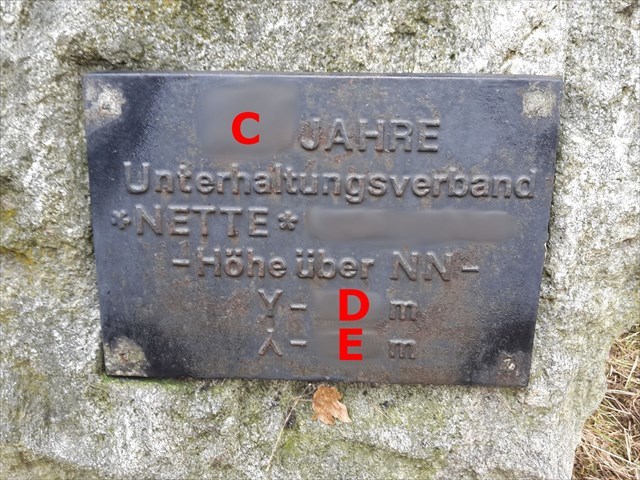 C JAHRE
Unterhaltungsverband
*NETTE*
- Höhe über NN -
Y - D m
⅄ - E m